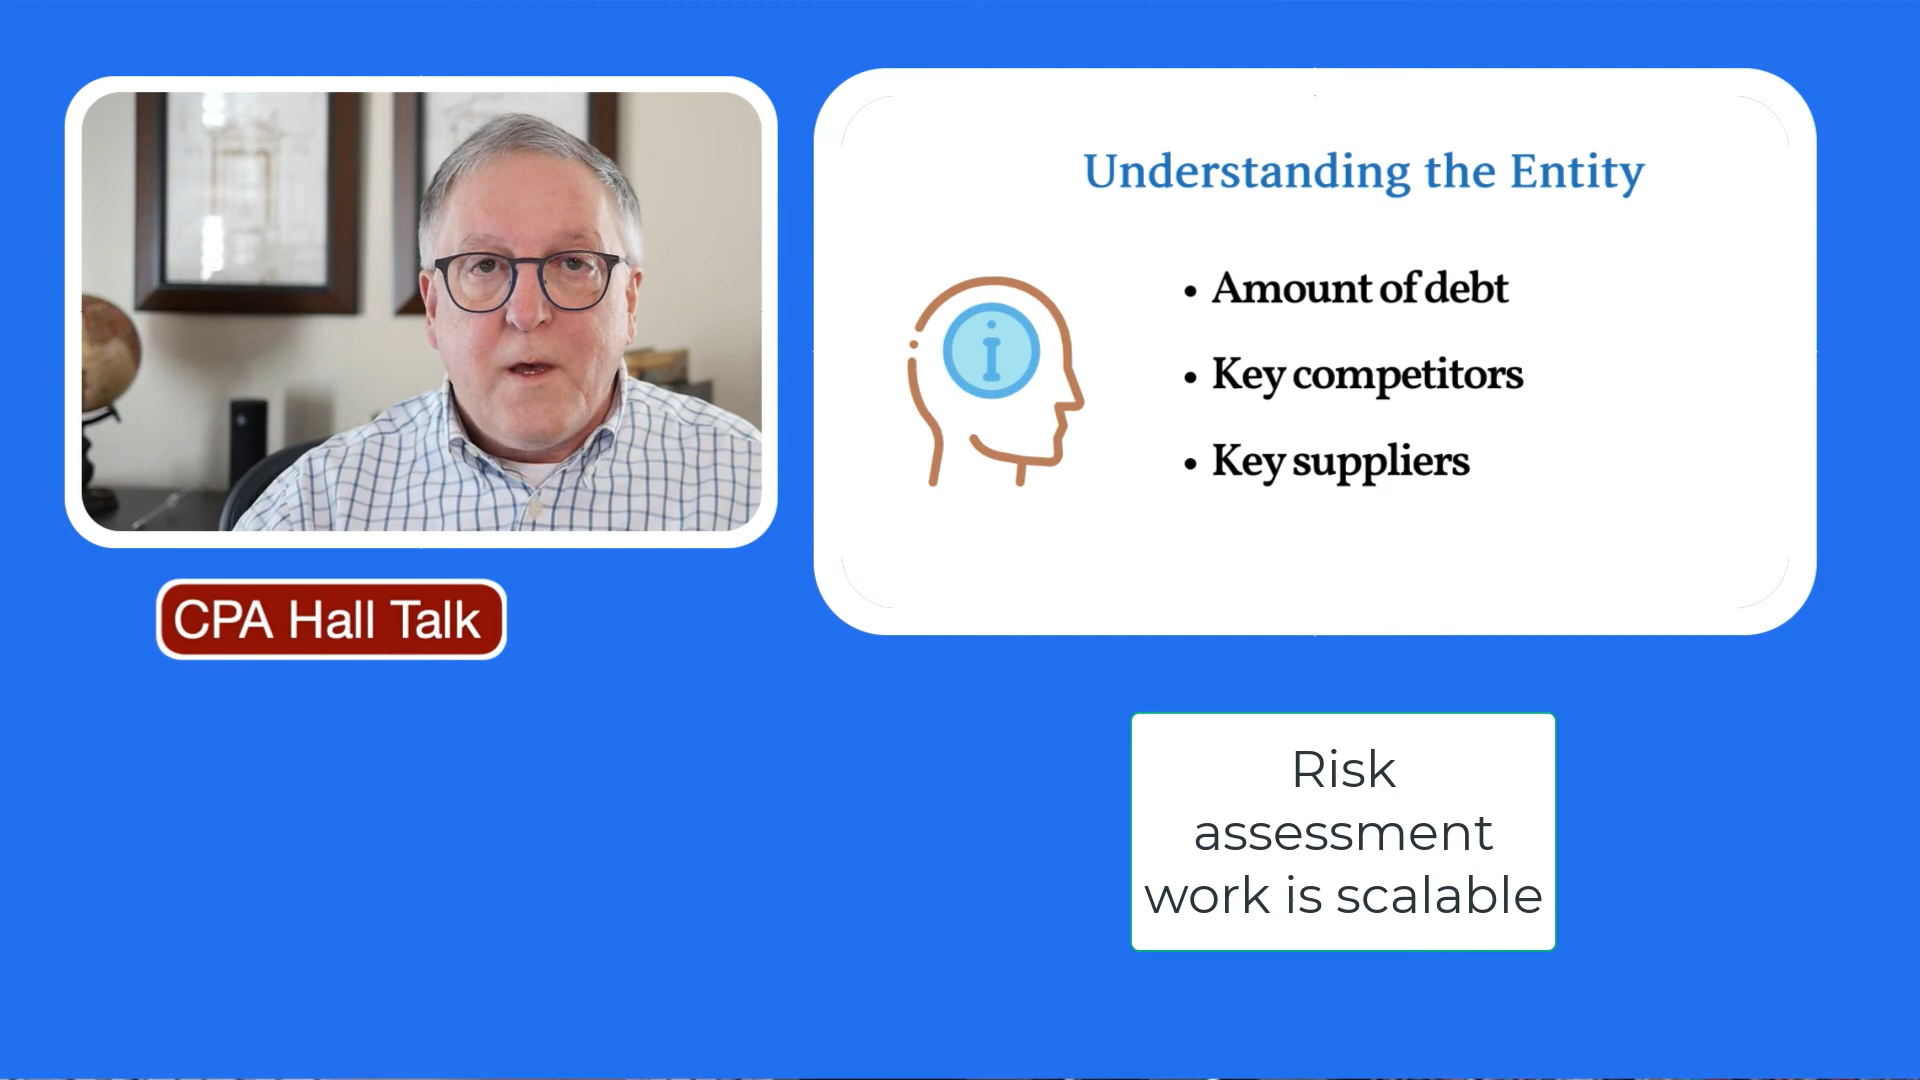 Understanding the Entity
• Amount of debt
• Key competitors
• Key suppliers
CPA Hall Talk
Risk
assessment
work is scalable